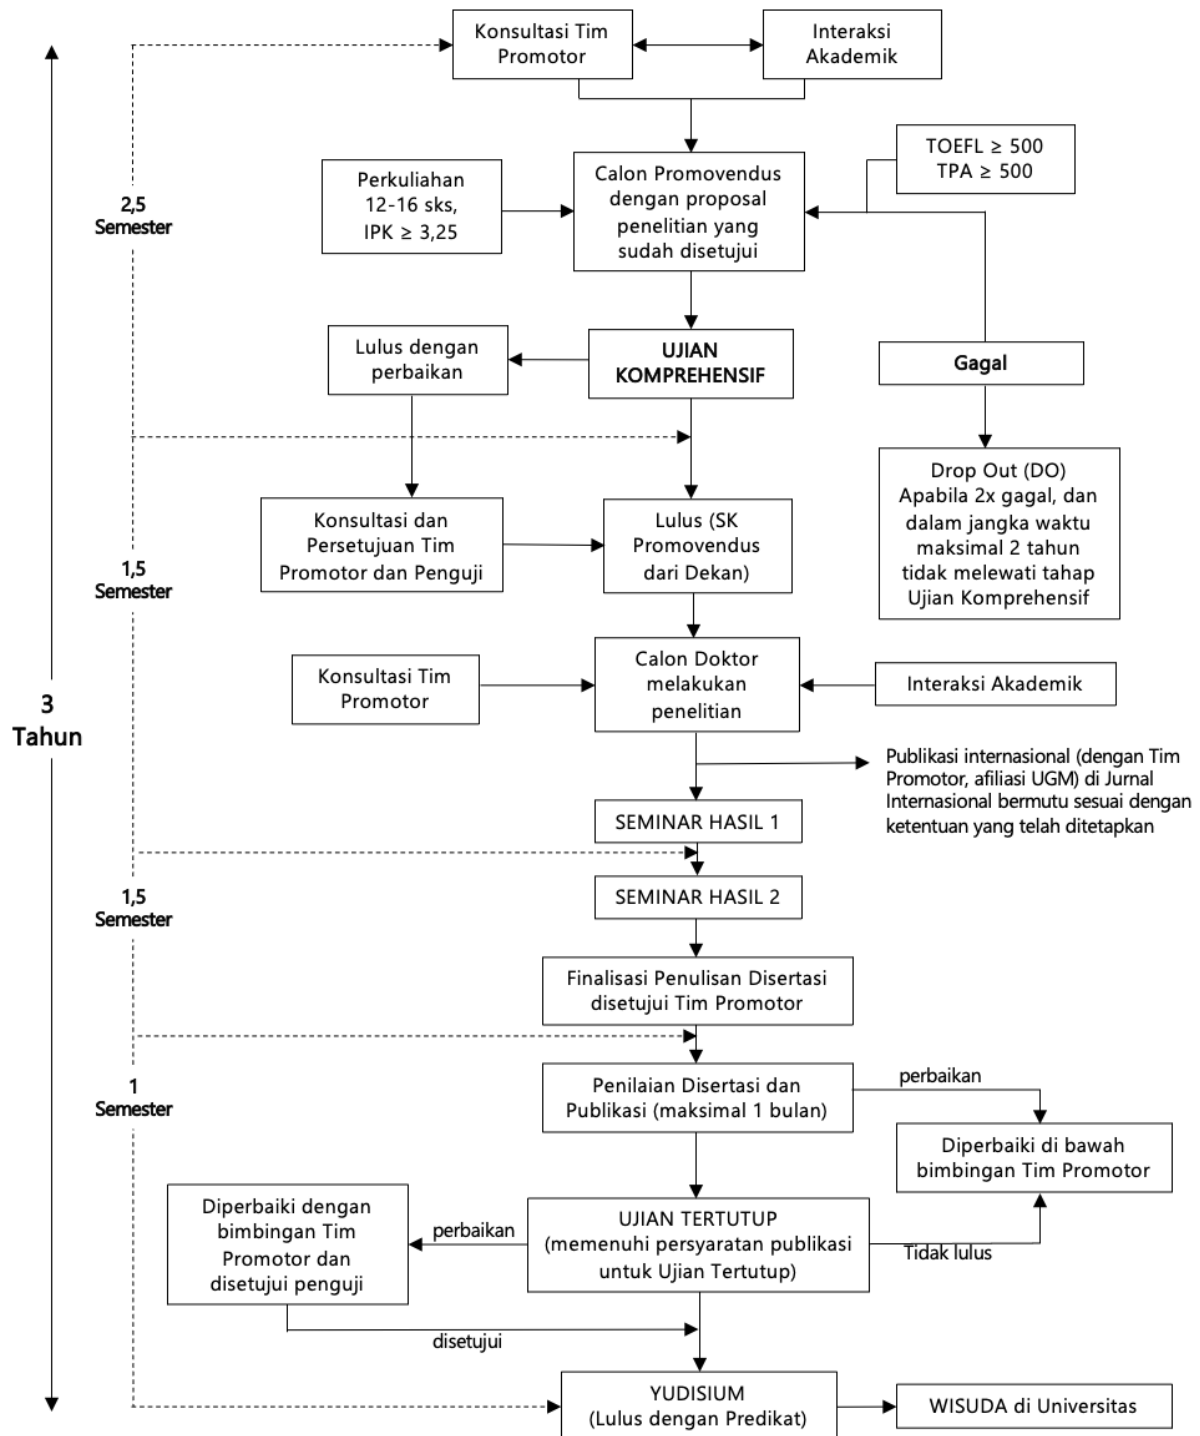 Konsultasi Tim
Promotor
Interaksi
Akademik
TOEFL ≥ 500
TPA ≥ 500
Perkuliahan
12-16 sks,
IPK ≥ 3,25
Calon Promovendus
dengan proposal
penelitian yang
sudah disetujui
2,5
Semester
Lulus dengan
perbaikan
UJIAN
KOMPREHENSIF
Gagal
Drop Out (DO)
Apabila 2x gagal, dan
dalam jangka waktu
maksimal 2 tahun
tidak melewati tahap
Ujian Komprehensif
Konsultasi dan
Persetujuan Tim
Promotor dan Penguji
Lulus (SK
Promovendus
dari Dekan)
1,5
Semester
Konsultasi Tim
Promotor
Calon Doktor
melakukan
penelitian
Interaksi Akademik
3
Tahun
Publikasi internasional (dengan Tim
Promotor, afiliasi UGM) di Jurnal
Internasional bermutu sesuai dengan
ketentuan yang telah ditetapkan
SEMINAR HASIL 1
1,5
Semester
SEMINAR HASIL 2
Finalisasi Penulisan Disertasi
disetujui Tim Promotor
1
Semester
Penilaian Disertasi dan
Publikasi (maksimal 1 bulan)
perbaikan
Diperbaiki di bawah
bimbingan Tim Promotor
Diperbaiki dengan
bimbingan Tim
Promotor dan
disetujui penguji
perbaikan
UJIAN TERTUTUP
(memenuhi persyaratan publikasi
untuk Ujian Tertutup)
Tidak lulus
disetujui
YUDISIUM
(Lulus dengan Predikat)
WISUDA di Universitas